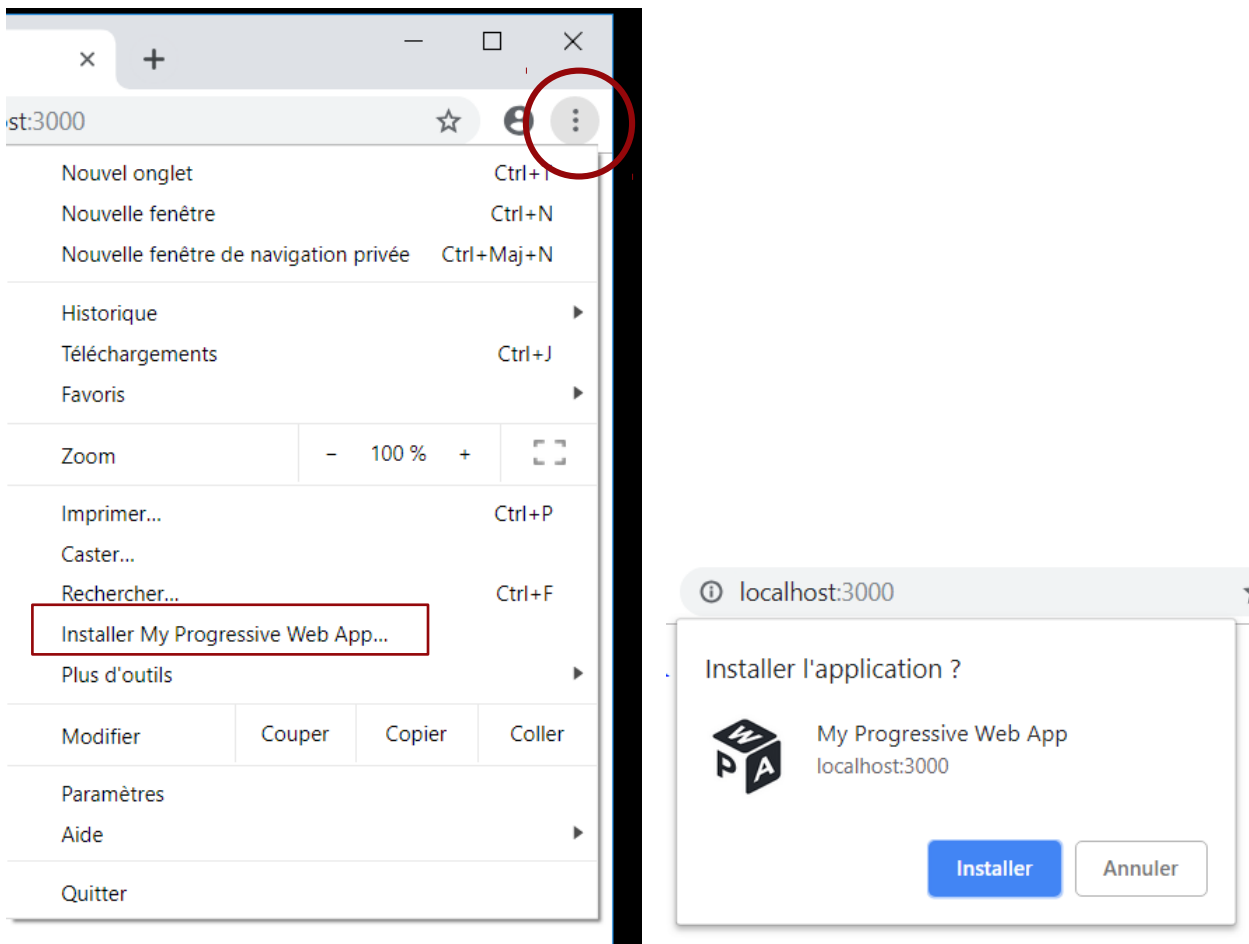 st:3000
Nouvel onglet Ctrl+T
Nouvelle fenêtre Ctrl+N
Nouvelle fenêtre de navigation privée Ctrl+Maj+N
Historique
Téléchargements Ctrl+J
Favoris
Zoom - 100 % +
Imprimer... Ctrl+P
Caster...
Rechercher... Ctrl+F
Installer My Progressive Web App...
Plus d'outils
Modifier Couper Copier Coller
Paramètres
Aide
Quitter
localhost:3000
Installer l'application ?
W P A
My Progressive Web App
localhost:3000
Installer Annuler